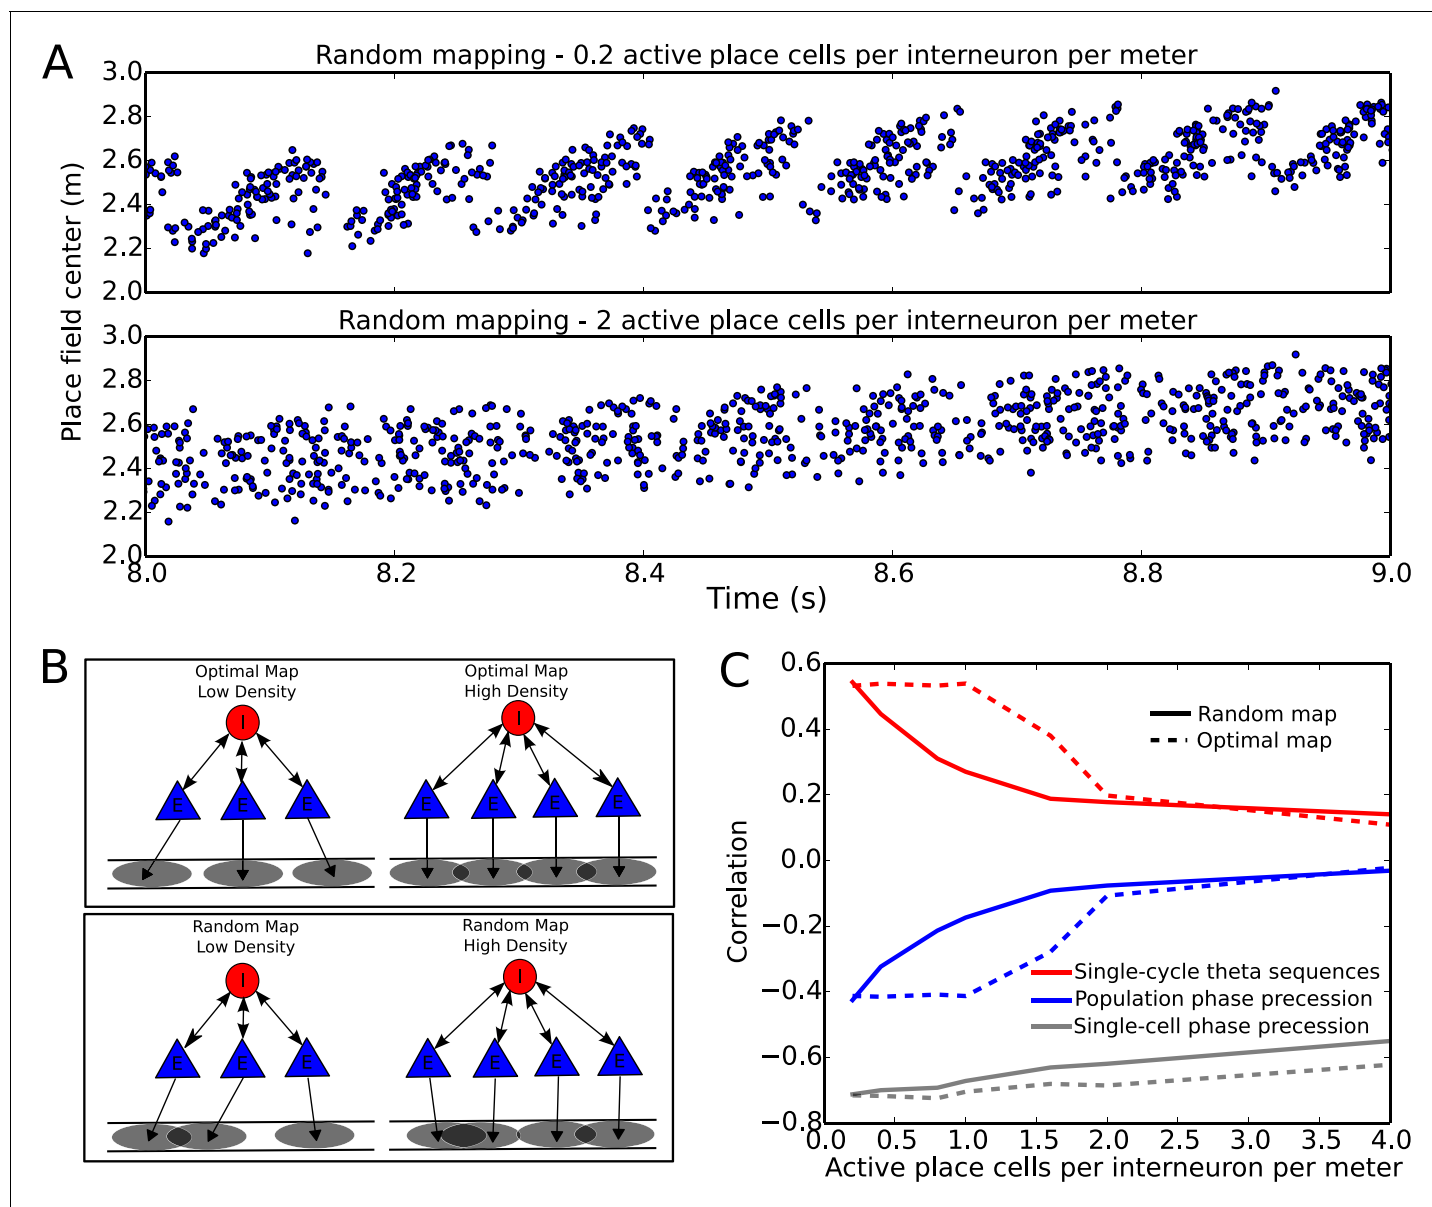 A
Random mapping - 0.2 active place cells per interneuron per meter
3.0
2.8
2.6
2.4
2.2
2.0
Random mapping - 2 active place cells per interneuron per meter
3.0
2.8
2.6
2.4
2.2
2.0
Place field center (m)
8.0 8.2 8.4 8.6 8.8 9.0
Time (s)
B
Optimal Map
Low Density
I
E E E
Optimal Map
High Density
I
E E E E
Random Map
Low Density
I
E E E
Random Map
High Density
I
E E E E
C
0.6
0.4
0.2
0.0
−0.2
−0.4
−0.6
−0.8
Correlation
Random map
Optimal map
Single-cycle theta sequences
Population phase precession
Single-cell phase precession
0.0 0.5 1.0 1.5 2.0 2.5 3.0 3.5 4.0
Active place cells per interneuron per meter